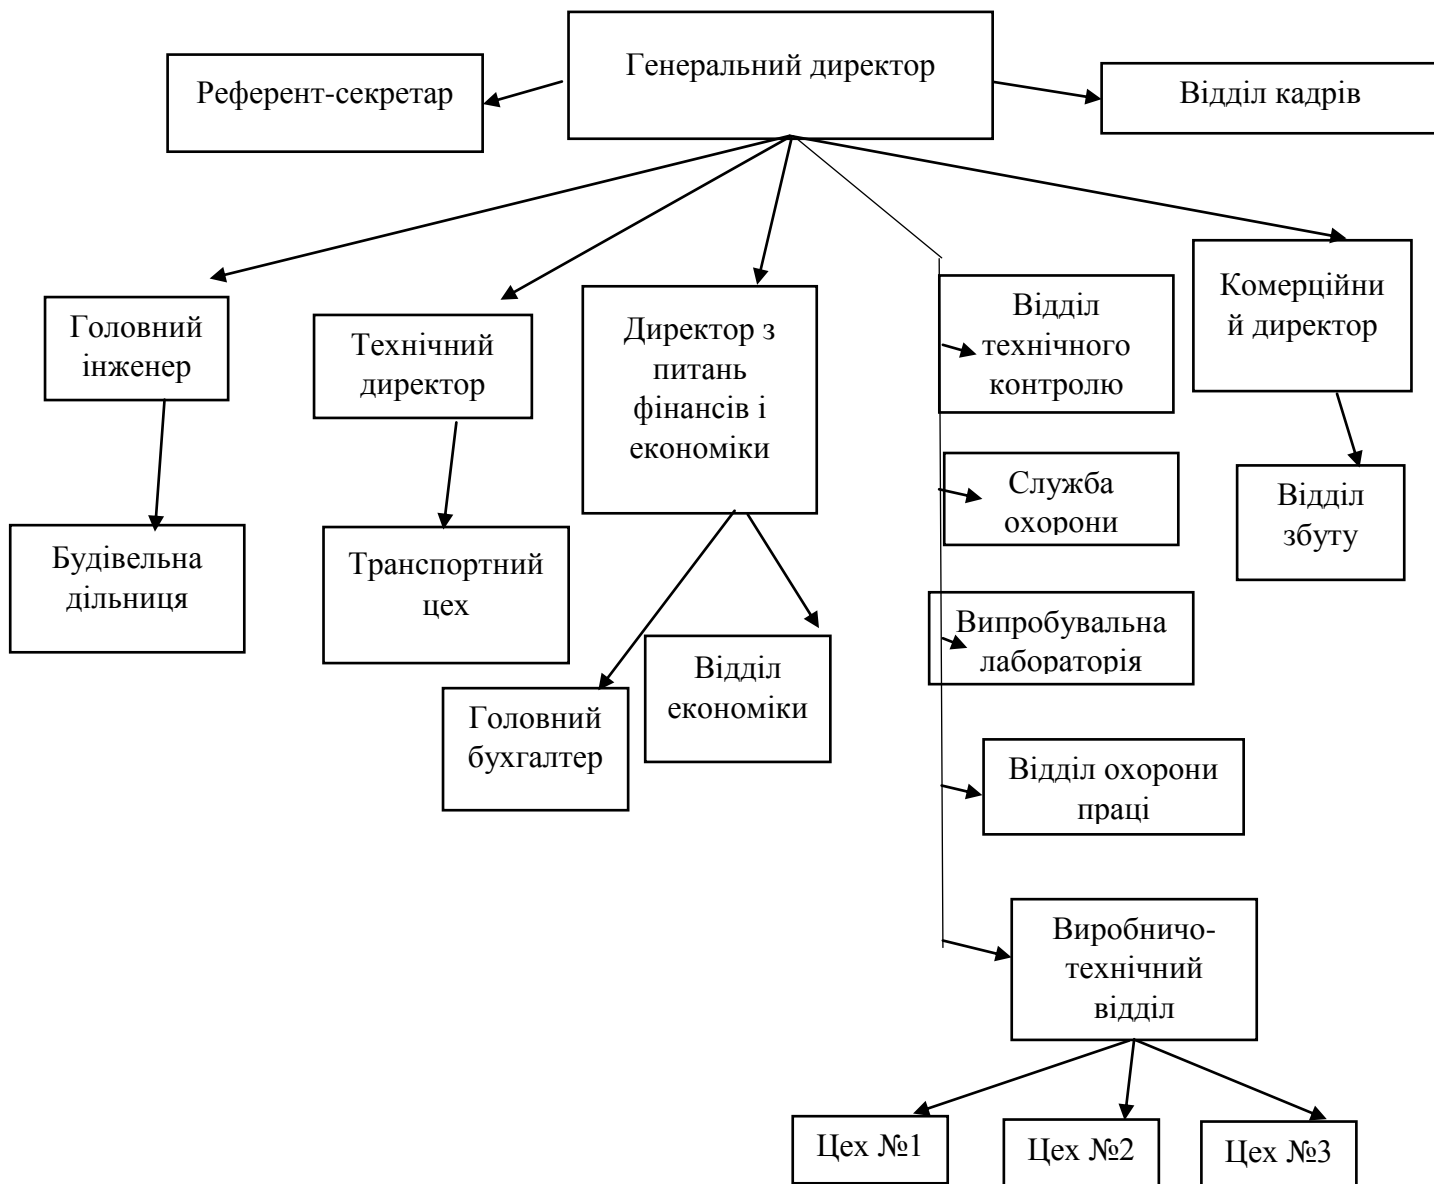 Генеральний директор
Референт-секретар
Відділ кадрів
Головний
інженер
Технічний
директор
Директор з
питань
фінансів і
економіки
Відділ
технічного
контролю
Комерційни
й директор
Служба
охорони
Відділ
збуту
Будівельна
дільниця
Транспортний
цех
Випробувальна
лабораторія
Відділ
економіки
Головний
бухгалтер
Відділ охорони
праці
Виробничо-
технічний
відділ
Цех №1
Цех №2
Цех №3